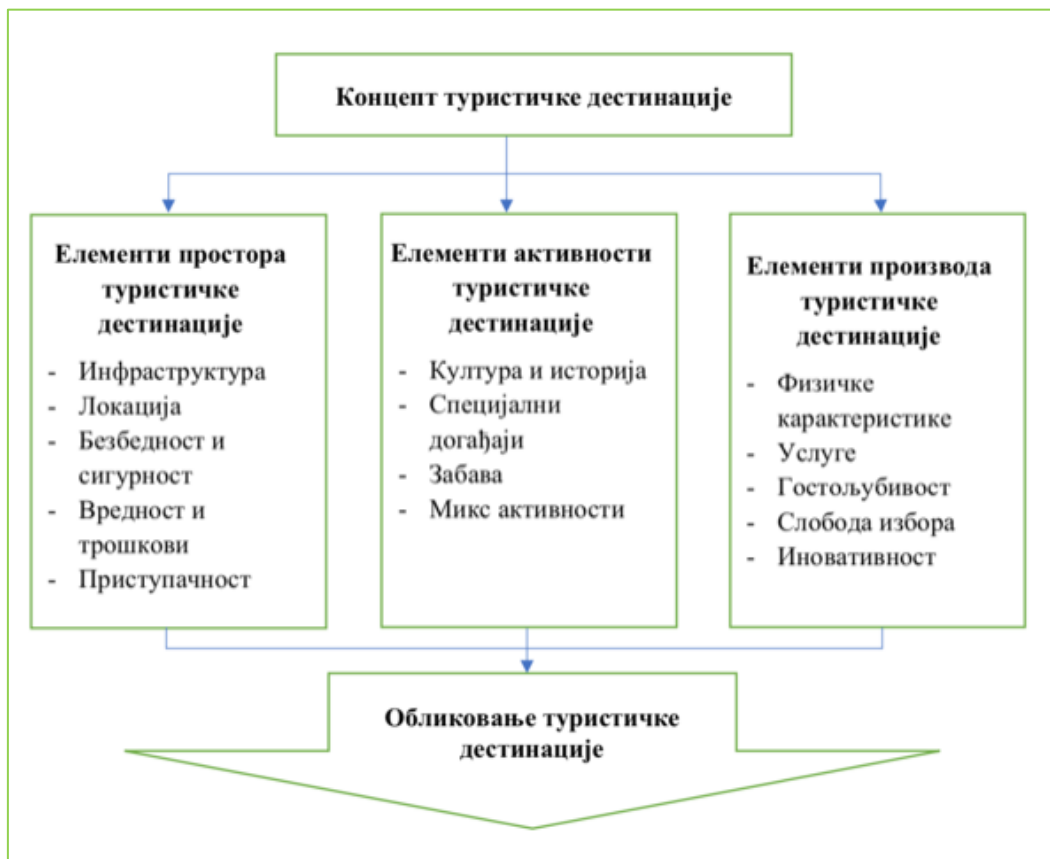 Концепт туристичке дестинације
Елементи простора
туристичке
дестинације
- Инфраструктура
- Локација
- Безбедност и
сигурност
- Вредност и
трошкови
- Приступачност
Елементи активности
туристичке
дестинације
- Култура и историја
- Специјални
догађаји
- Забава
- Микс активности
Елементи производа
туристичке
дестинације
- Физичке
карактеристике
- Услуге
- Гостољубивост
- Слобода избора
- Иновативност
Обликовање туристичке
дестинације